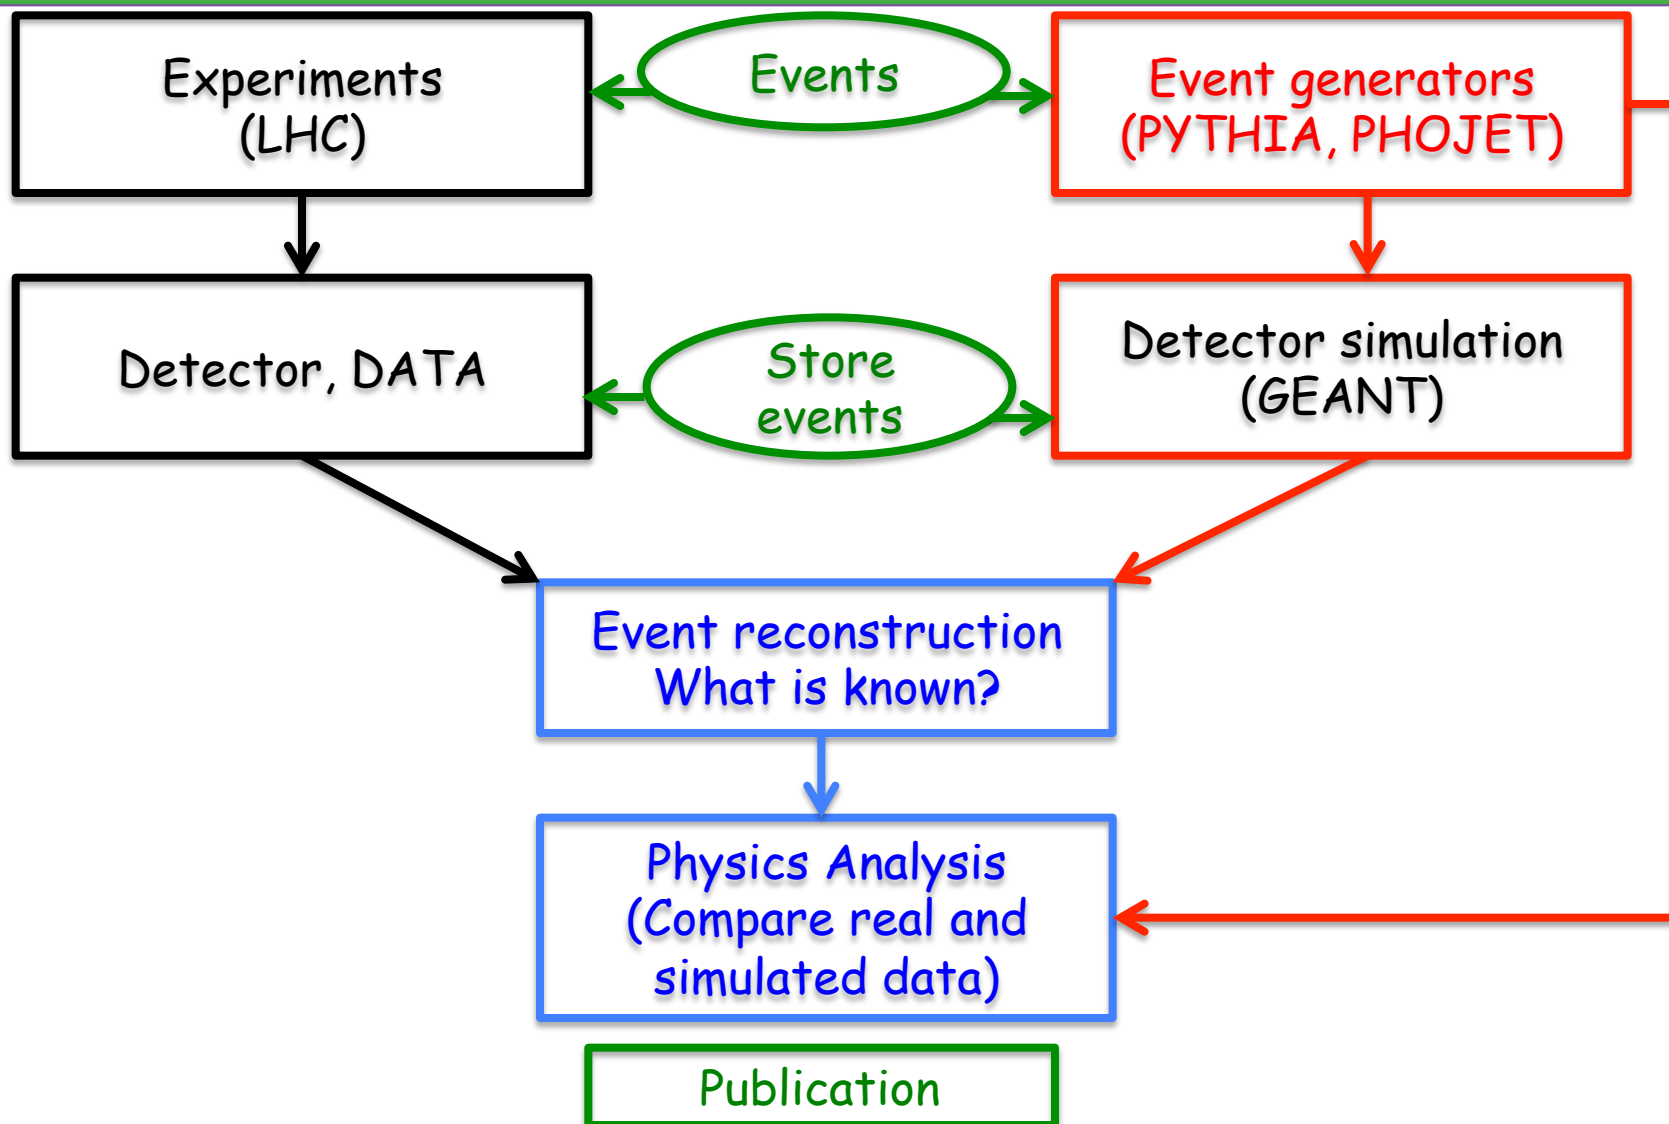 Experiments
(LHC)
Events
Event generators
(PYTHIA, PHOJET)
Detector, DATA
Store
events
Detector simulation
(GEANT)
Event reconstruction
What is known?
Physics Analysis
(Compare real and
simulated data)
Publication